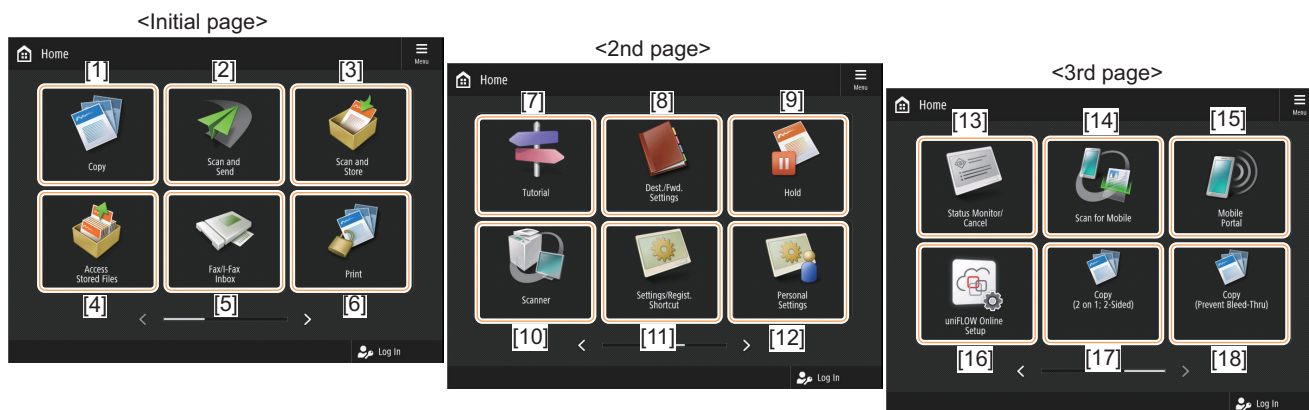 <Initial page>
Home
Menu
[1]
[2]
[3]
Copy
Scan and
Send
Scan and
Store
Access
Stored Files
Fax/I-Fax
Inbox
Print
[4]
[5]
[6]
<
>
Log In
<2nd page>
Home
Menu
[7]
[8]
[9]
Tutorial
Dest./Fwd.
Settings
Hold
Scanner
Settings/Regist.
Shortcut
Personal
Settings
[10]
[11]
[12]
<
>
Log In
<3rd page>
Home
Menu
[13]
[14]
[15]
Status Monitor/
Cancel
Scan for Mobile
Mobile
Portal
uniFLOW Online
Setup
Copy
(2 on 1; 2-Sided)
Copy
(Prevent Bleed-Thru)
[16]
[17]
[18]
<
>
Log In